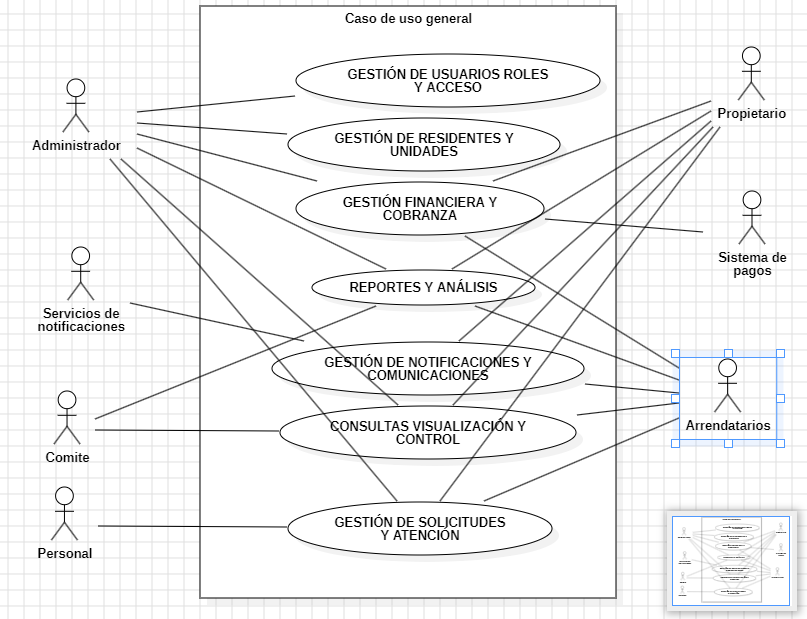 Caso de uso general
GESTIÓN DE USUARIOS ROLES
Y ACCESO
Administrador
Propietario
GESTIÓN DE RESIDENTES Y
UNIDADES
GESTIÓN FINANCIERA Y
COBRANZA
Sistema de
pagos
REPORTES Y ANÁLISIS
Servicios de
notificaciones
GESTIÓN DE NOTIFICACIONES Y
COMUNICACIONES
Arrendatarios
CONSULTAS VISUALIZACIÓN Y
CONTROL
Comite
GESTIÓN DE SOLICITUDES
Y ATENCIÓN
Personal